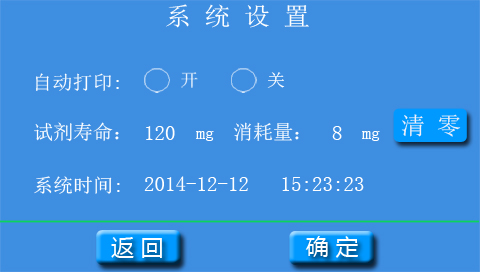 系统设置
自动打印: 开 关
试剂寿命: 120 mg 消耗量: 8 mg 清零
系统时间: 2014-12-12 15:23:23
返回 确定